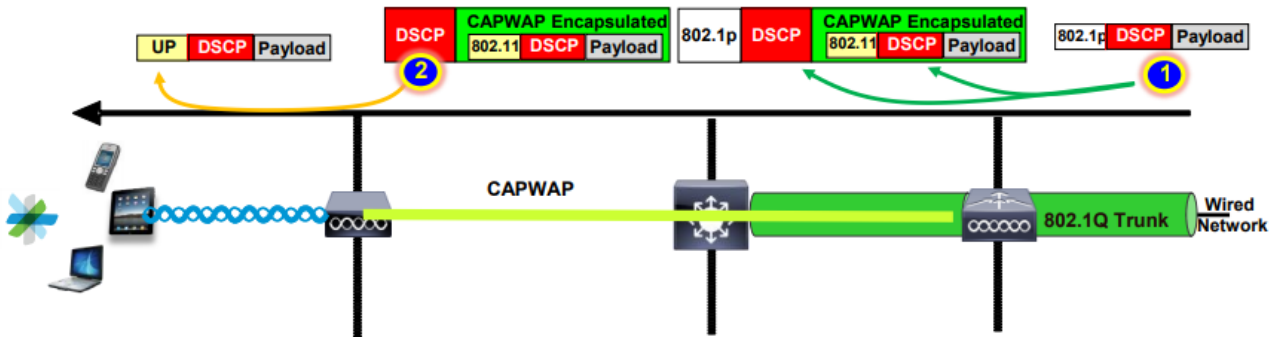 UP DSCP Payload
DSCP
CAPWAP Encapsulated
802.11 DSCP Payload
2
802.1p DSCP
CAPWAP Encapsulated
802.11 DSCP Payload
802.1p DSCP Payload
1
CAPWAP
802.1Q Trunk
Wired
Network